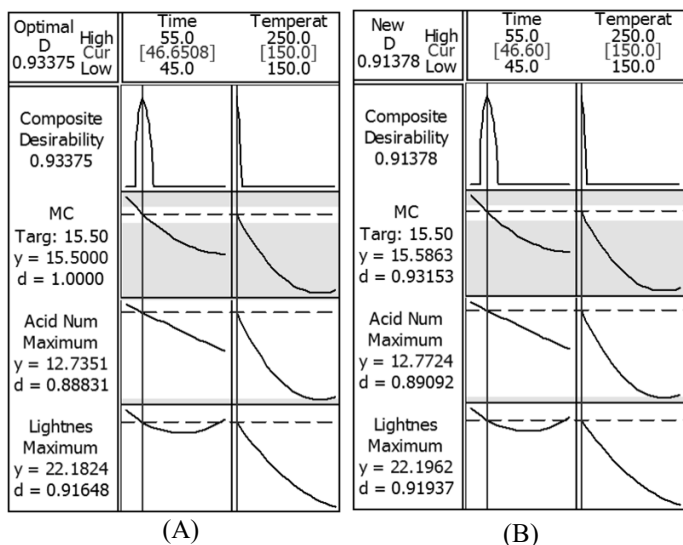 Optimal
D
0.93375
High
Cur
Low
Time
55.0
[46.6508]
45.0
Temperat
250.0
[150.0]
150.0
Composite
Desirability
0.93375
MC
Targ: 15.50
y = 15.5000
d = 1.0000
Acid Num
Maximum
y = 12.7351
d = 0.88831
Lightnes
Maximum
y = 22.1824
d = 0.91648
(A)
New
D
0.91378
High
Cur
Low
Time
55.0
[46.60]
45.0
Temperat
250.0
[150.0]
150.0
Composite
Desirability
0.91378
MC
Targ: 15.50
y = 15.5863
d = 0.93153
Acid Num
Maximum
y = 12.7724
d = 0.89092
Lightnes
Maximum
y = 22.1962
d = 0.91937
(B)